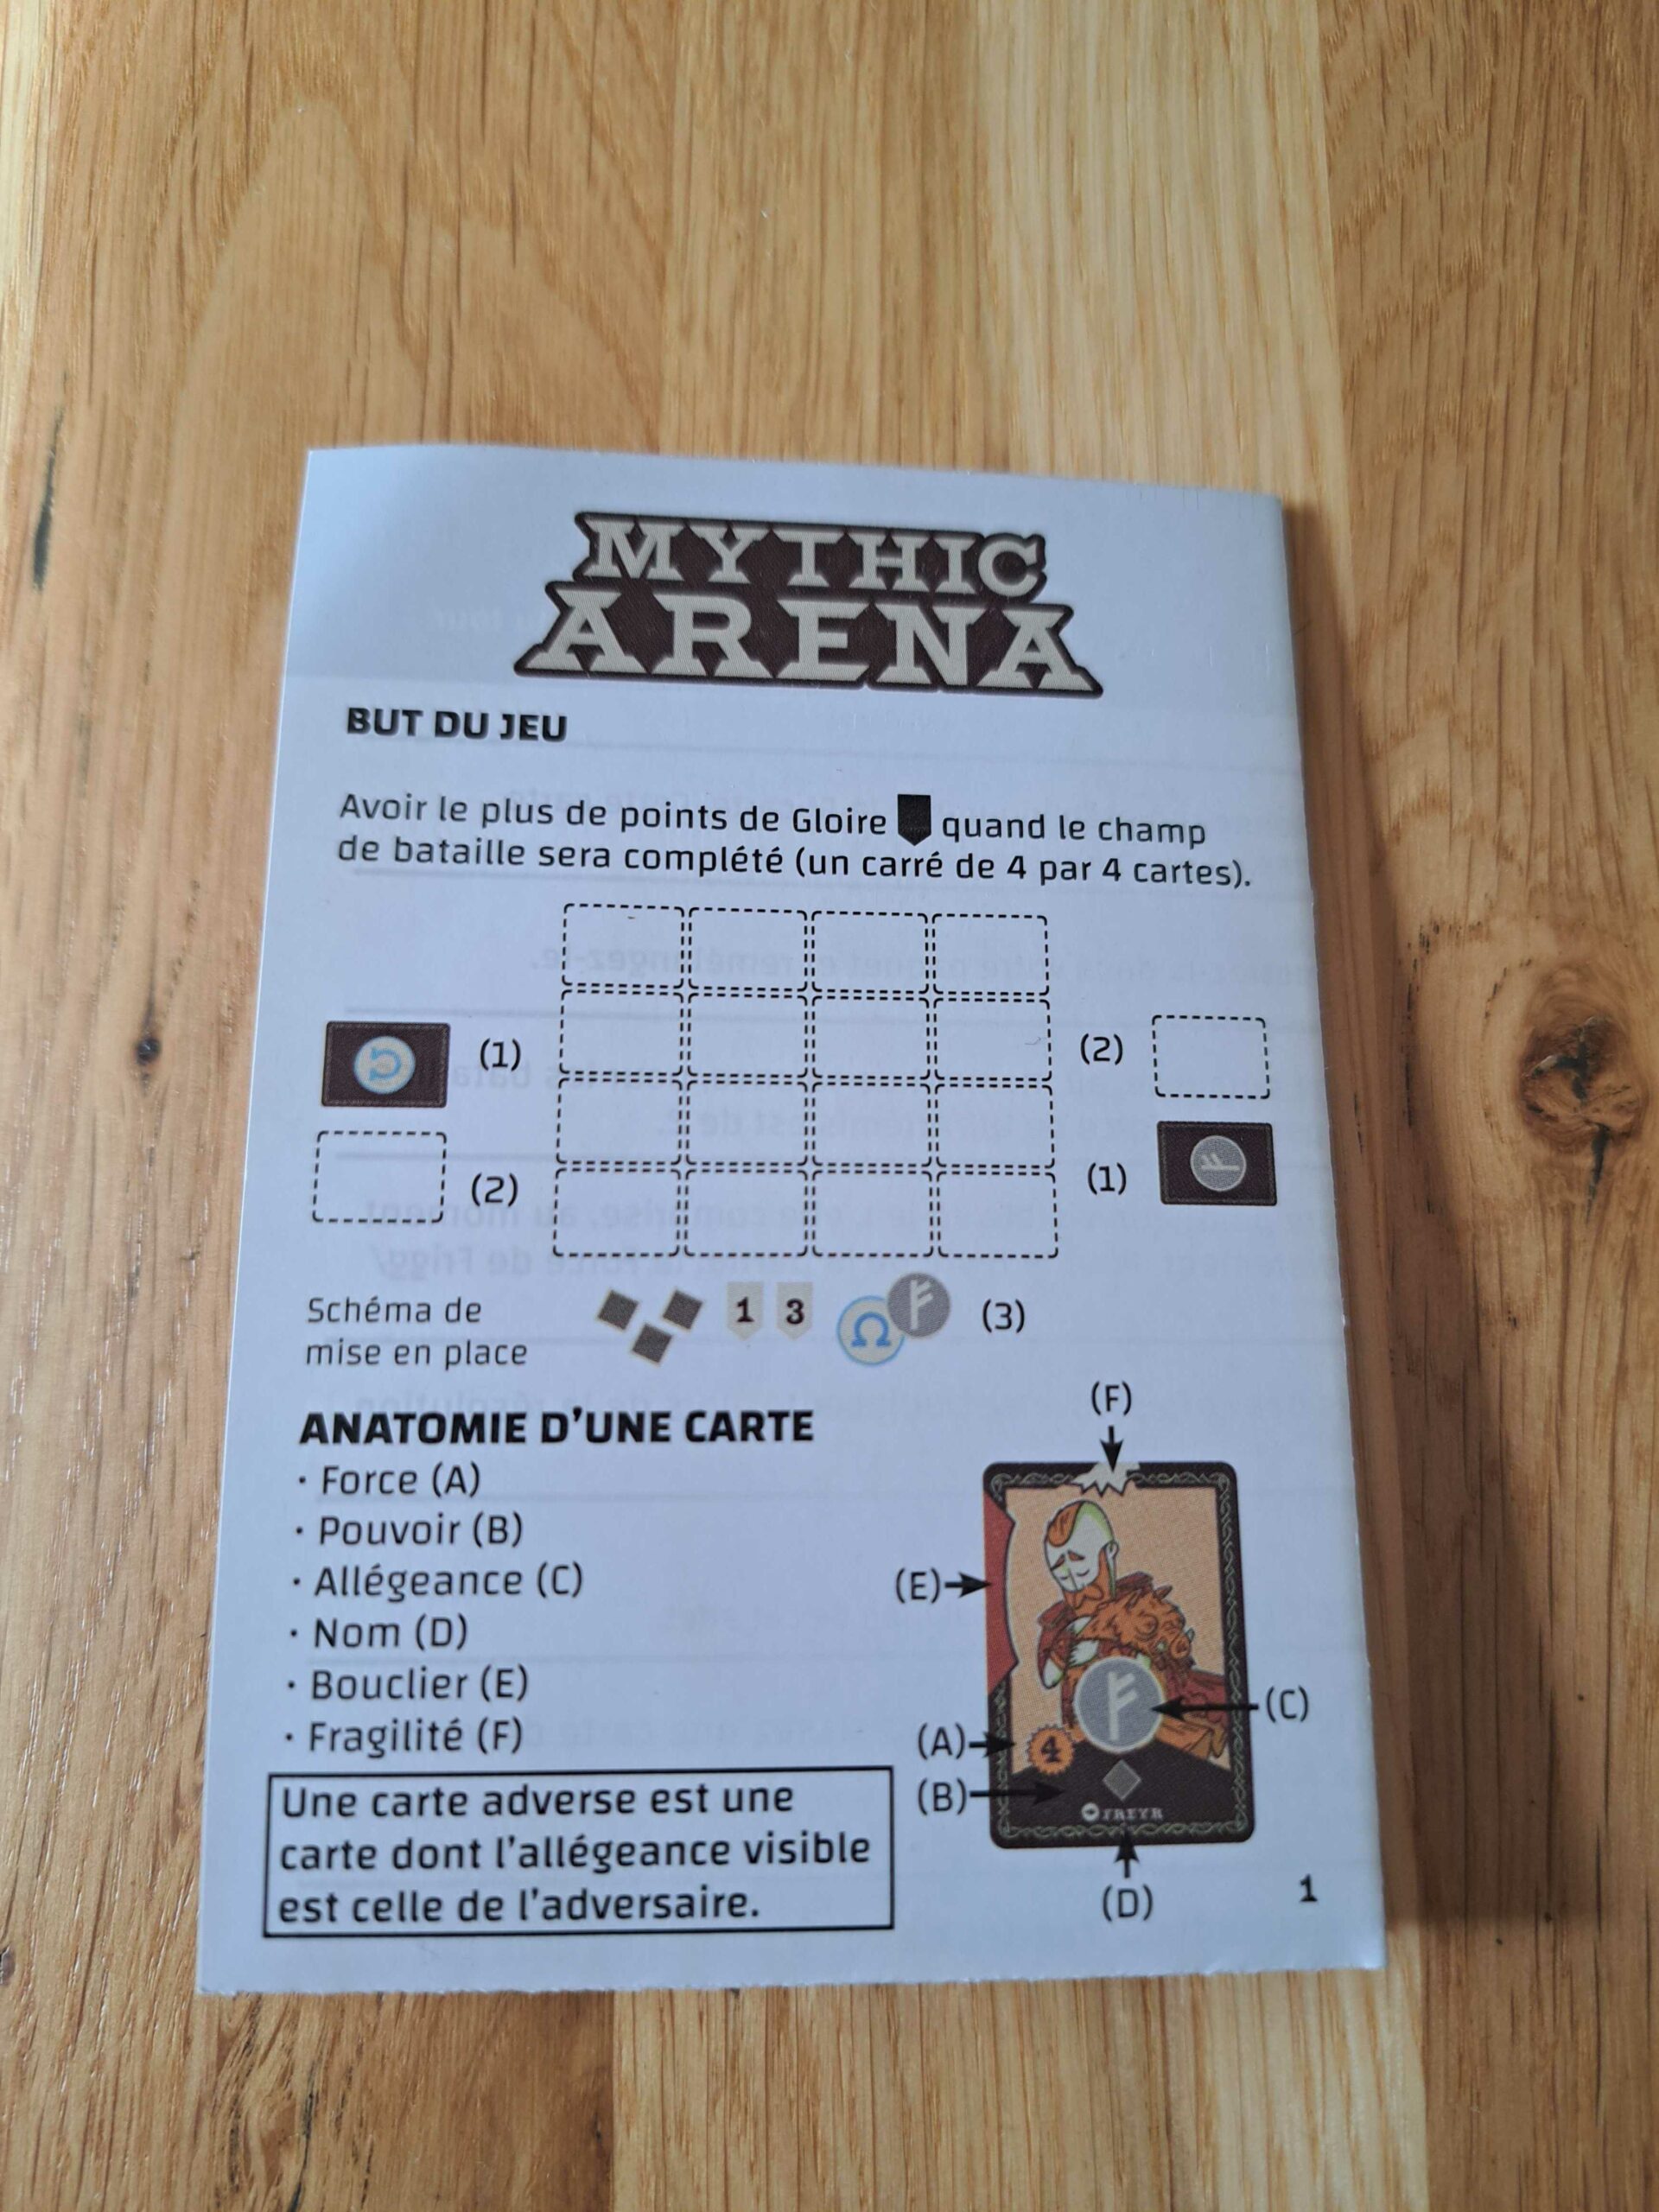 MYTHIC
ARENA
BUT DU JEU
Avoir le plus de points de Gloire quand le champ
de bataille sera complété (un carré de 4 par 4 cartes).
(1)
(2)
(2)
(1)
Schéma de
mise en place
1 3 Ω (3)
ANATOMIE D'UNE CARTE
· Force (A)
· Pouvoir (B)
· Allégeance (C)
· Nom (D)
· Bouclier (E)
· Fragilité (F)
Une carte adverse est une
carte dont l'allégeance visible
est celle de l'adversaire.
(F)
(E)
(C)
(A)
4
(B)
FREYR
(D)
1